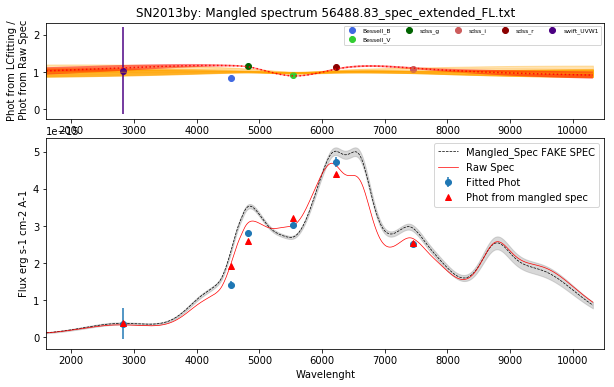 SN2013by: Mangled spectrum 56488.83_spec_extended_FL.txt
Phot from LCfitting /
Phot from Raw Spec
2
1
0
Bessell_B
Bessell_V
sdss_g
sdss_i
sdss_r
swift_UVW1
2000 3000 4000 5000 6000 7000 8000 9000 10000
1e−15
Flux erg s-1 cm-2 A-1
5
4
3
2
1
0
Mangled_Spec FAKE SPEC
Raw Spec
Fitted Phot
Phot from mangled spec
2000 3000 4000 5000 6000 7000 8000 9000 10000
Wavelenght